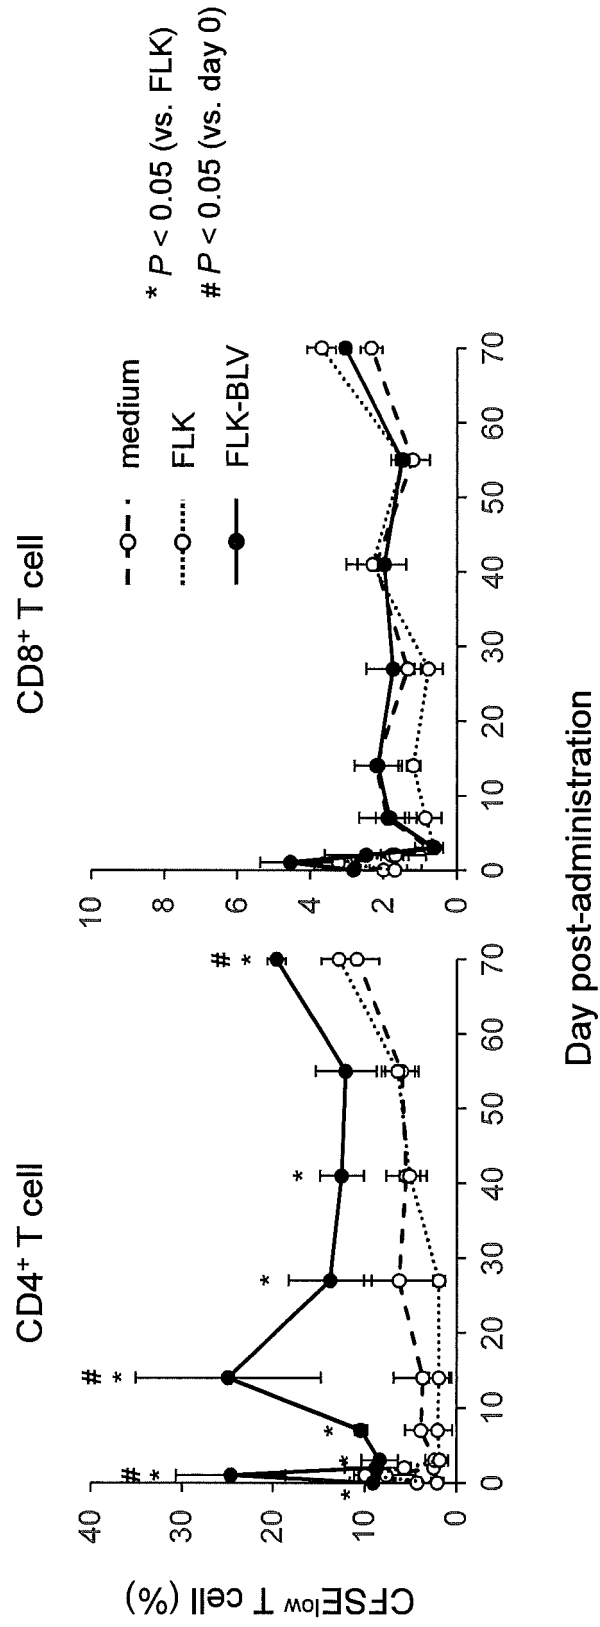 CD4⁺ T cell
CD8⁺ T cell
CFSEˡᵒʷ T cell (%)
40
30
20
10
0
0 10 20 30 40 50 60 70
10
8
6
4
2
0
0 10 20 30 40 50 60 70
Day post-administration
medium
FLK
FLK-BLV
* P < 0.05 (vs. FLK)
# P < 0.05 (vs. day 0)
*
# *
*
*
# *
*
*
# *